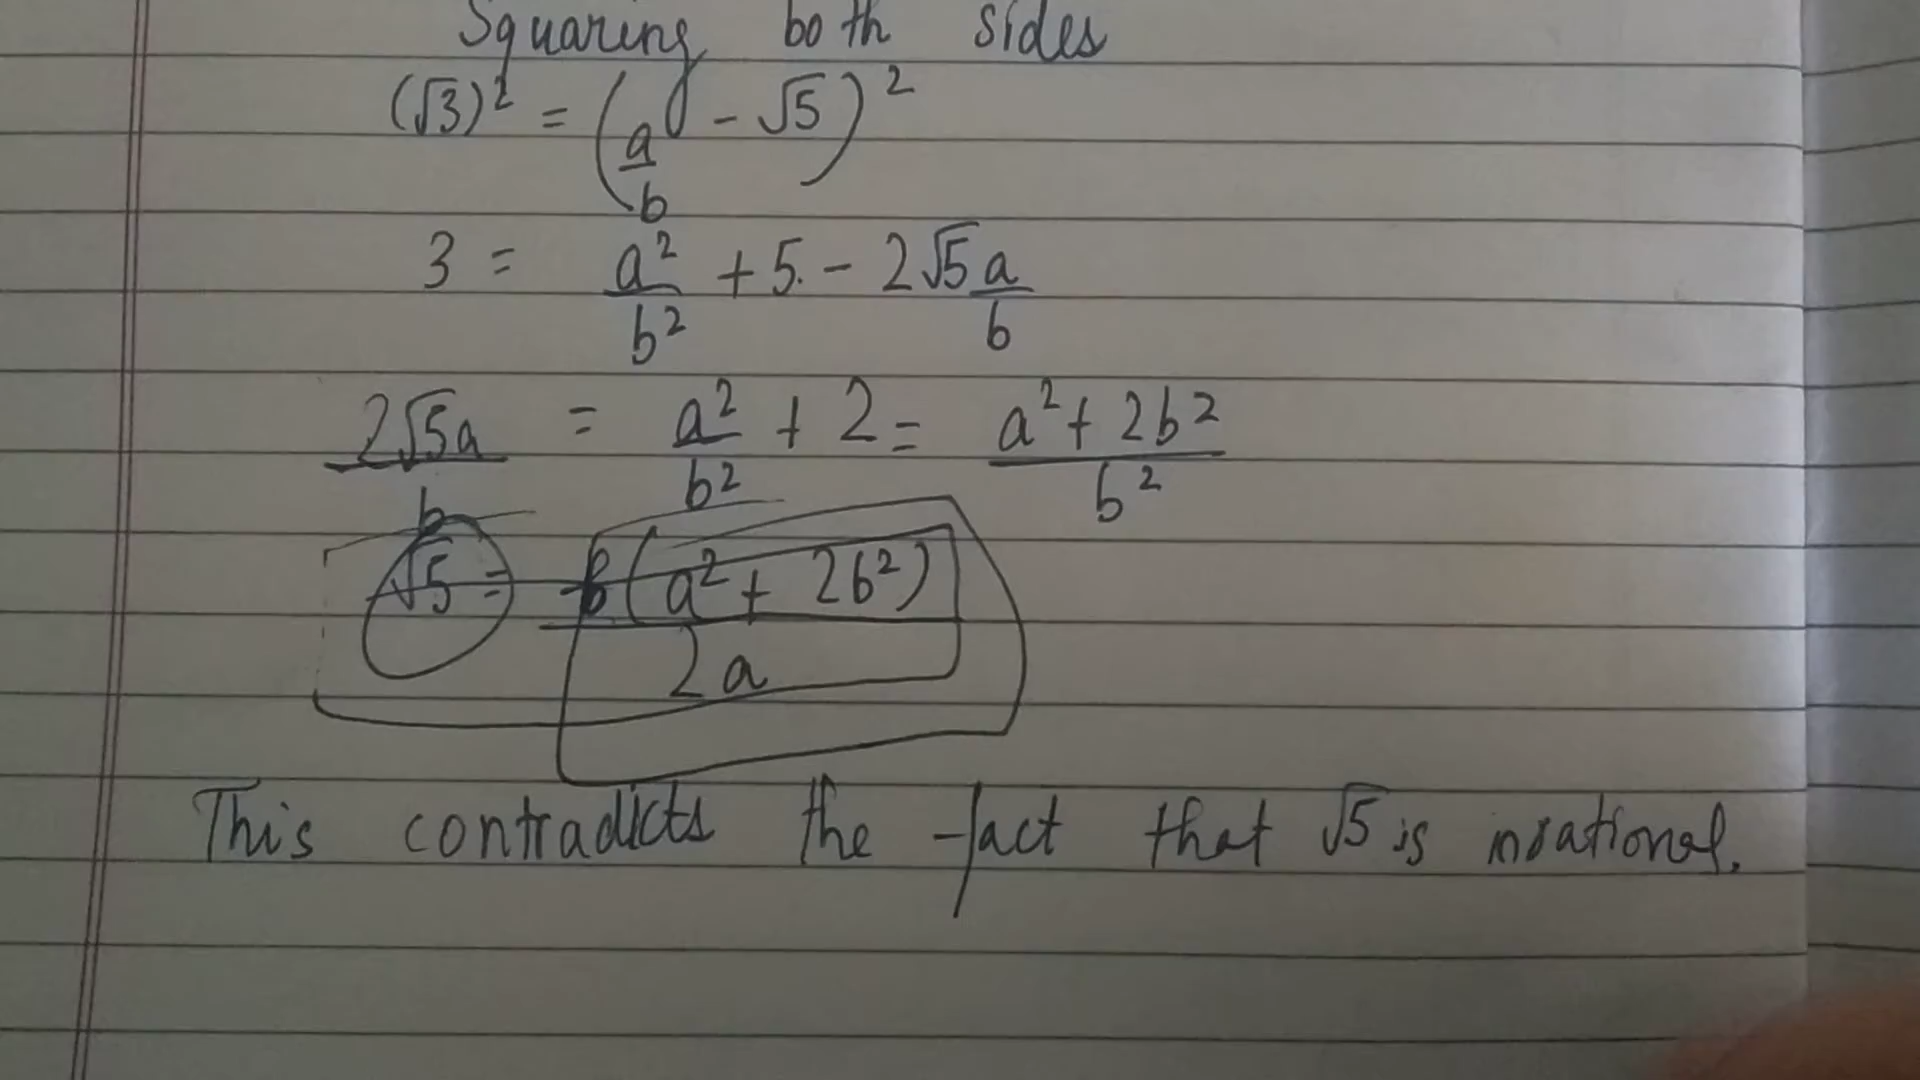 Squaring both sides
(√3)² = (a/b - √5)²
3 = a²/b² + 5 - 2√5a/b
2√5a/b = a²/b² + 2 = a² + 2b²/b²
√5 = b(a² + 2b²)/2a
This contradicts the fact that √5 is irrational.